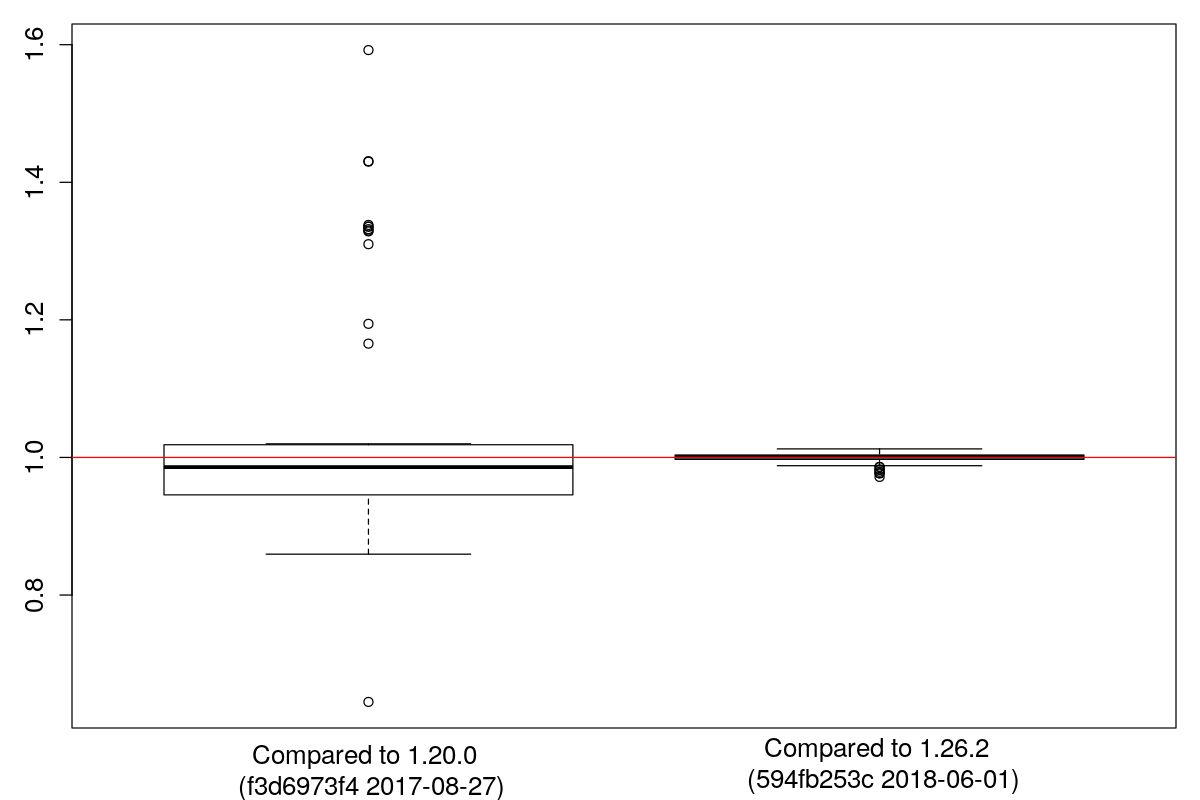 1.6
1.4
1.2
1.0
0.8
Compared to 1.20.0
(f3d6973f4 2017-08-27)
Compared to 1.26.2
(594fb253c 2018-06-01)